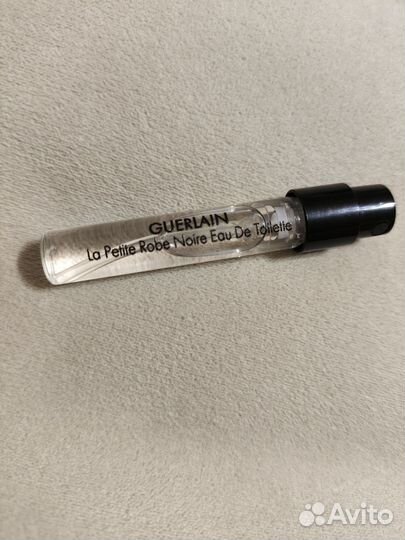 GUERLAIN
La Petite Robe Noire Eau De Toilette
Avito